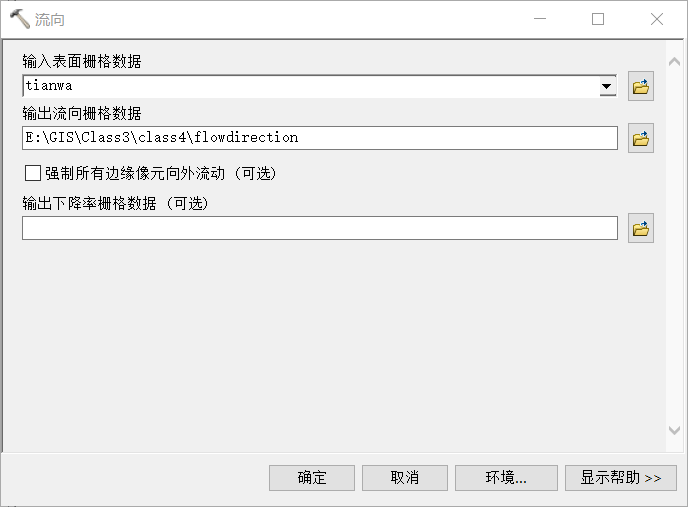 流向
输入表面栅格数据
tianwa
输出流向栅格数据
E:\GIS\Class3\class4\flowdirection
强制所有边缘像元向外流动 (可选)
输出下降率栅格数据 (可选)
确定
取消
环境...
显示帮助 >>